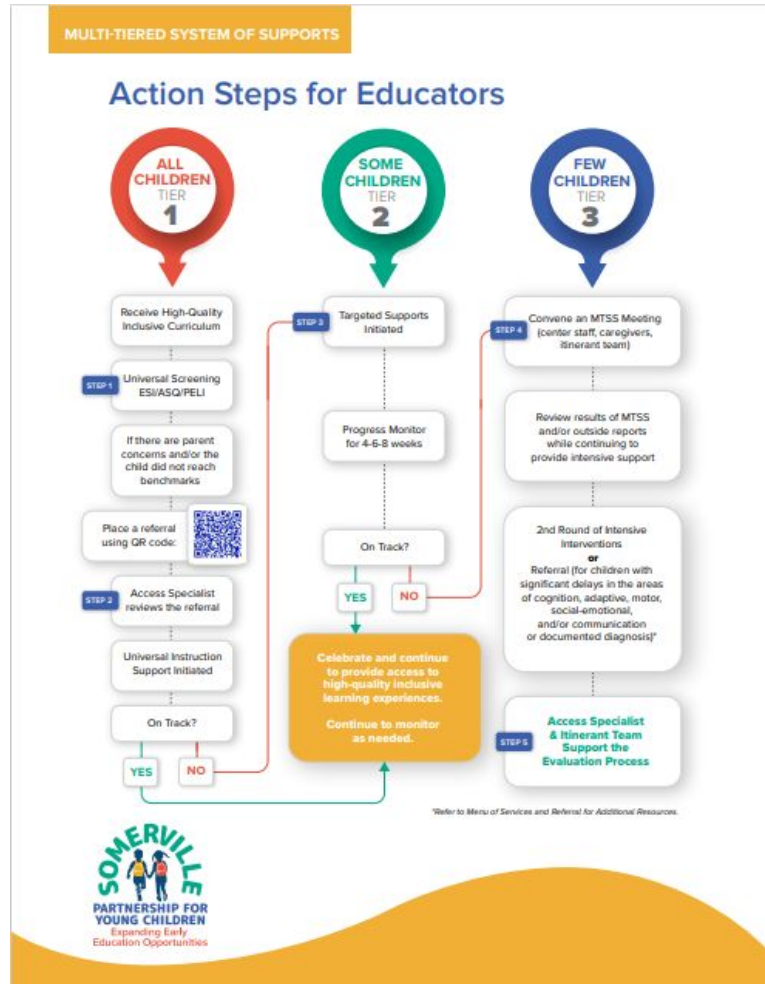 MULTI-TIERED SYSTEM OF SUPPORTS
Action Steps for Educators
ALL
CHILDREN
TIER
1
Receive High-Quality
Inclusive Curriculum
STEP 1
Universal Screening
ESI/ASQ/PELI
If there are parent
concerns and/or the
child did not reach
benchmarks
Place a referral
using QR code:
STEP 2
Access Specialist
reviews the referral
Universal Instruction
Support Initiated
On Track?
YES
NO
SOME
CHILDREN
TIER
2
STEP 3
Targeted Supports
Initiated
Progress Monitor
for 4-6-8 weeks
On Track?
YES
NO
Celebrate and continue
to provide access to
high-quality inclusive
learning experiences.
Continue to monitor
as needed.
FEW
CHILDREN
TIER
3
STEP 4
Convene an MTSS Meeting
(center staff, caregivers,
itinerant team)
Review results of MTSS
and/or outside reports
while continuing to
provide intensive support
2nd Round of Intensive
Interventions
or
Referral (for children with
significant delays in the areas
of cognition, adaptive, motor,
social-emotional,
and/or communication
or documented diagnosis)*
STEP 5
Access Specialist
& Itinerant Team
Support the
Evaluation Process
*Refer to Menu of Services and Referral for Additional Resources.
SOMERVILLE
PARTNERSHIP FOR
YOUNG CHILDREN
Expanding Early
Education Opportunities